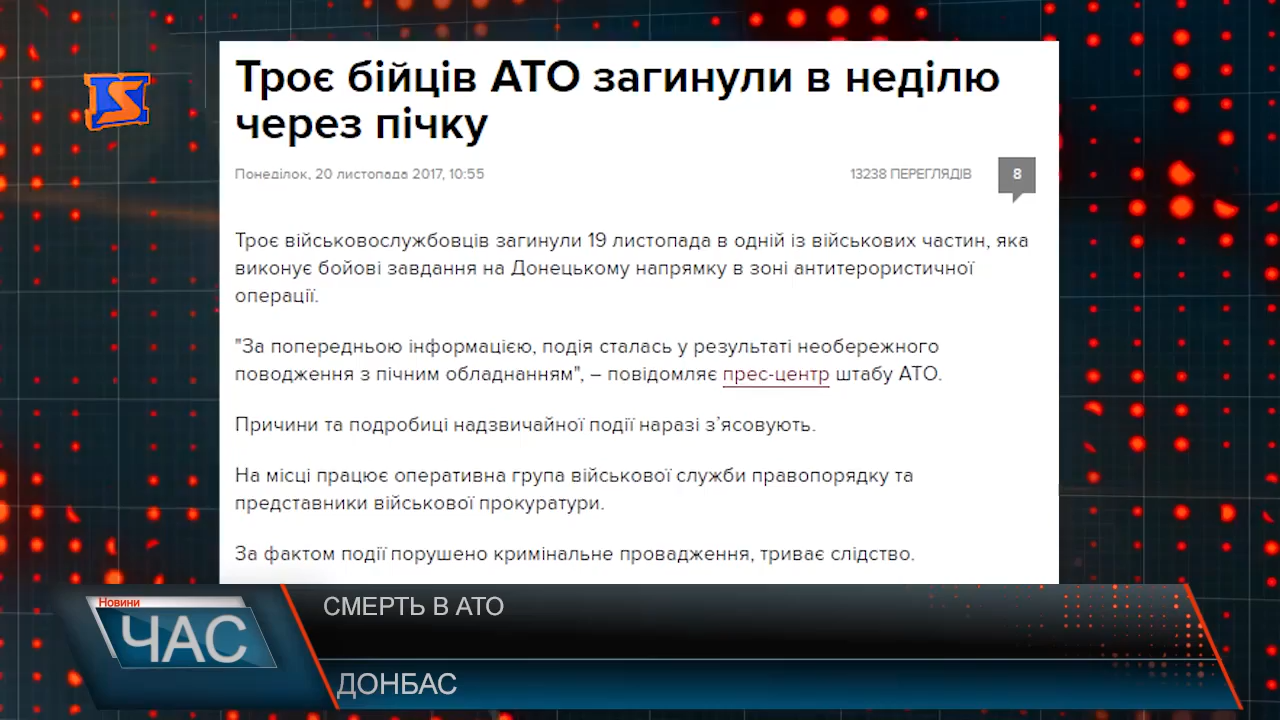 Троє бійців АТО загинули в неділю
через пічку
Понеділок, 20 листопада 2017, 10:55
13238 ПЕРЕГЛЯДІВ
8
Троє військовослужбовців загинули 19 листопада в одній із військових частин, яка
виконує бойові завдання на Донецькому напрямку в зоні антитерористичної
операції.
"За попередньою інформацією, подія сталась у результаті необережного
поводження з пічним обладнанням", – повідомляє прес-центр штабу АТО.
Причини та подробиці надзвичайної події наразі з’ясовують.
На місці працює оперативна група військової служби правопорядку та
представники військової прокуратури.
За фактом події порушено кримінальне провадження, триває слідство.
Новини
ЧАС
СМЕРТЬ В АТО
ДОНБАС